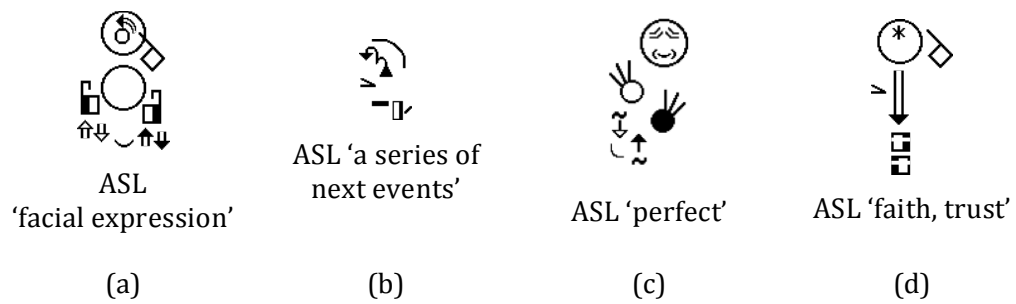 ASL
‘facial expression’
(a)
ASL ‘a series of
next events’
(b)
ASL ‘perfect’
(c)
ASL ‘faith, trust’
(d)